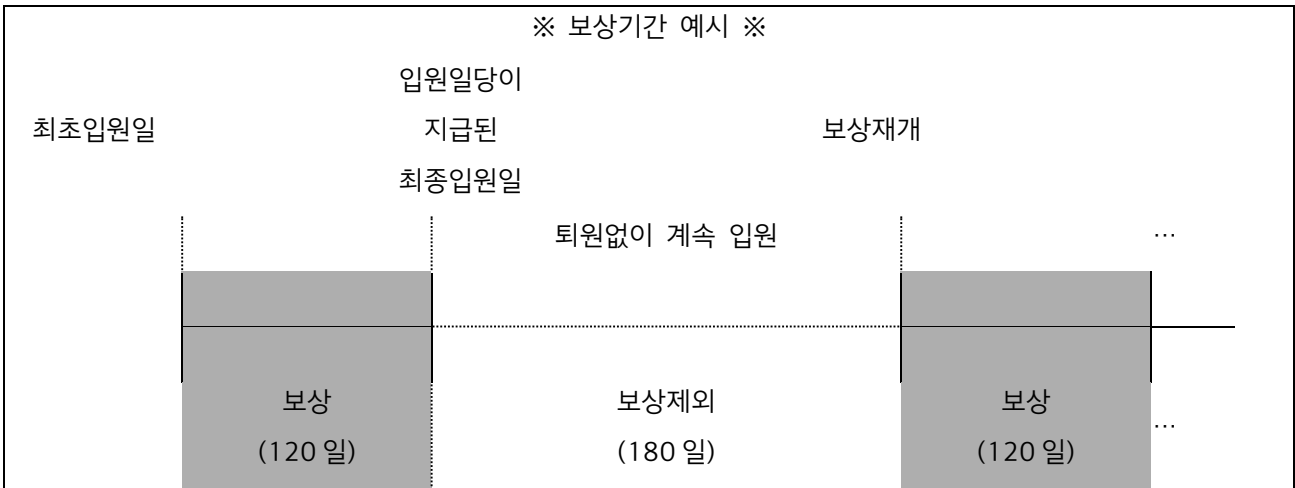 ※ 보상기간 예시 ※
입원일당이
최초입원일 지급된 보상재개
최종입원일
퇴원없이 계속 입원 …
보상 보상제외 보상
…
(120 일) (180 일) (120 일)